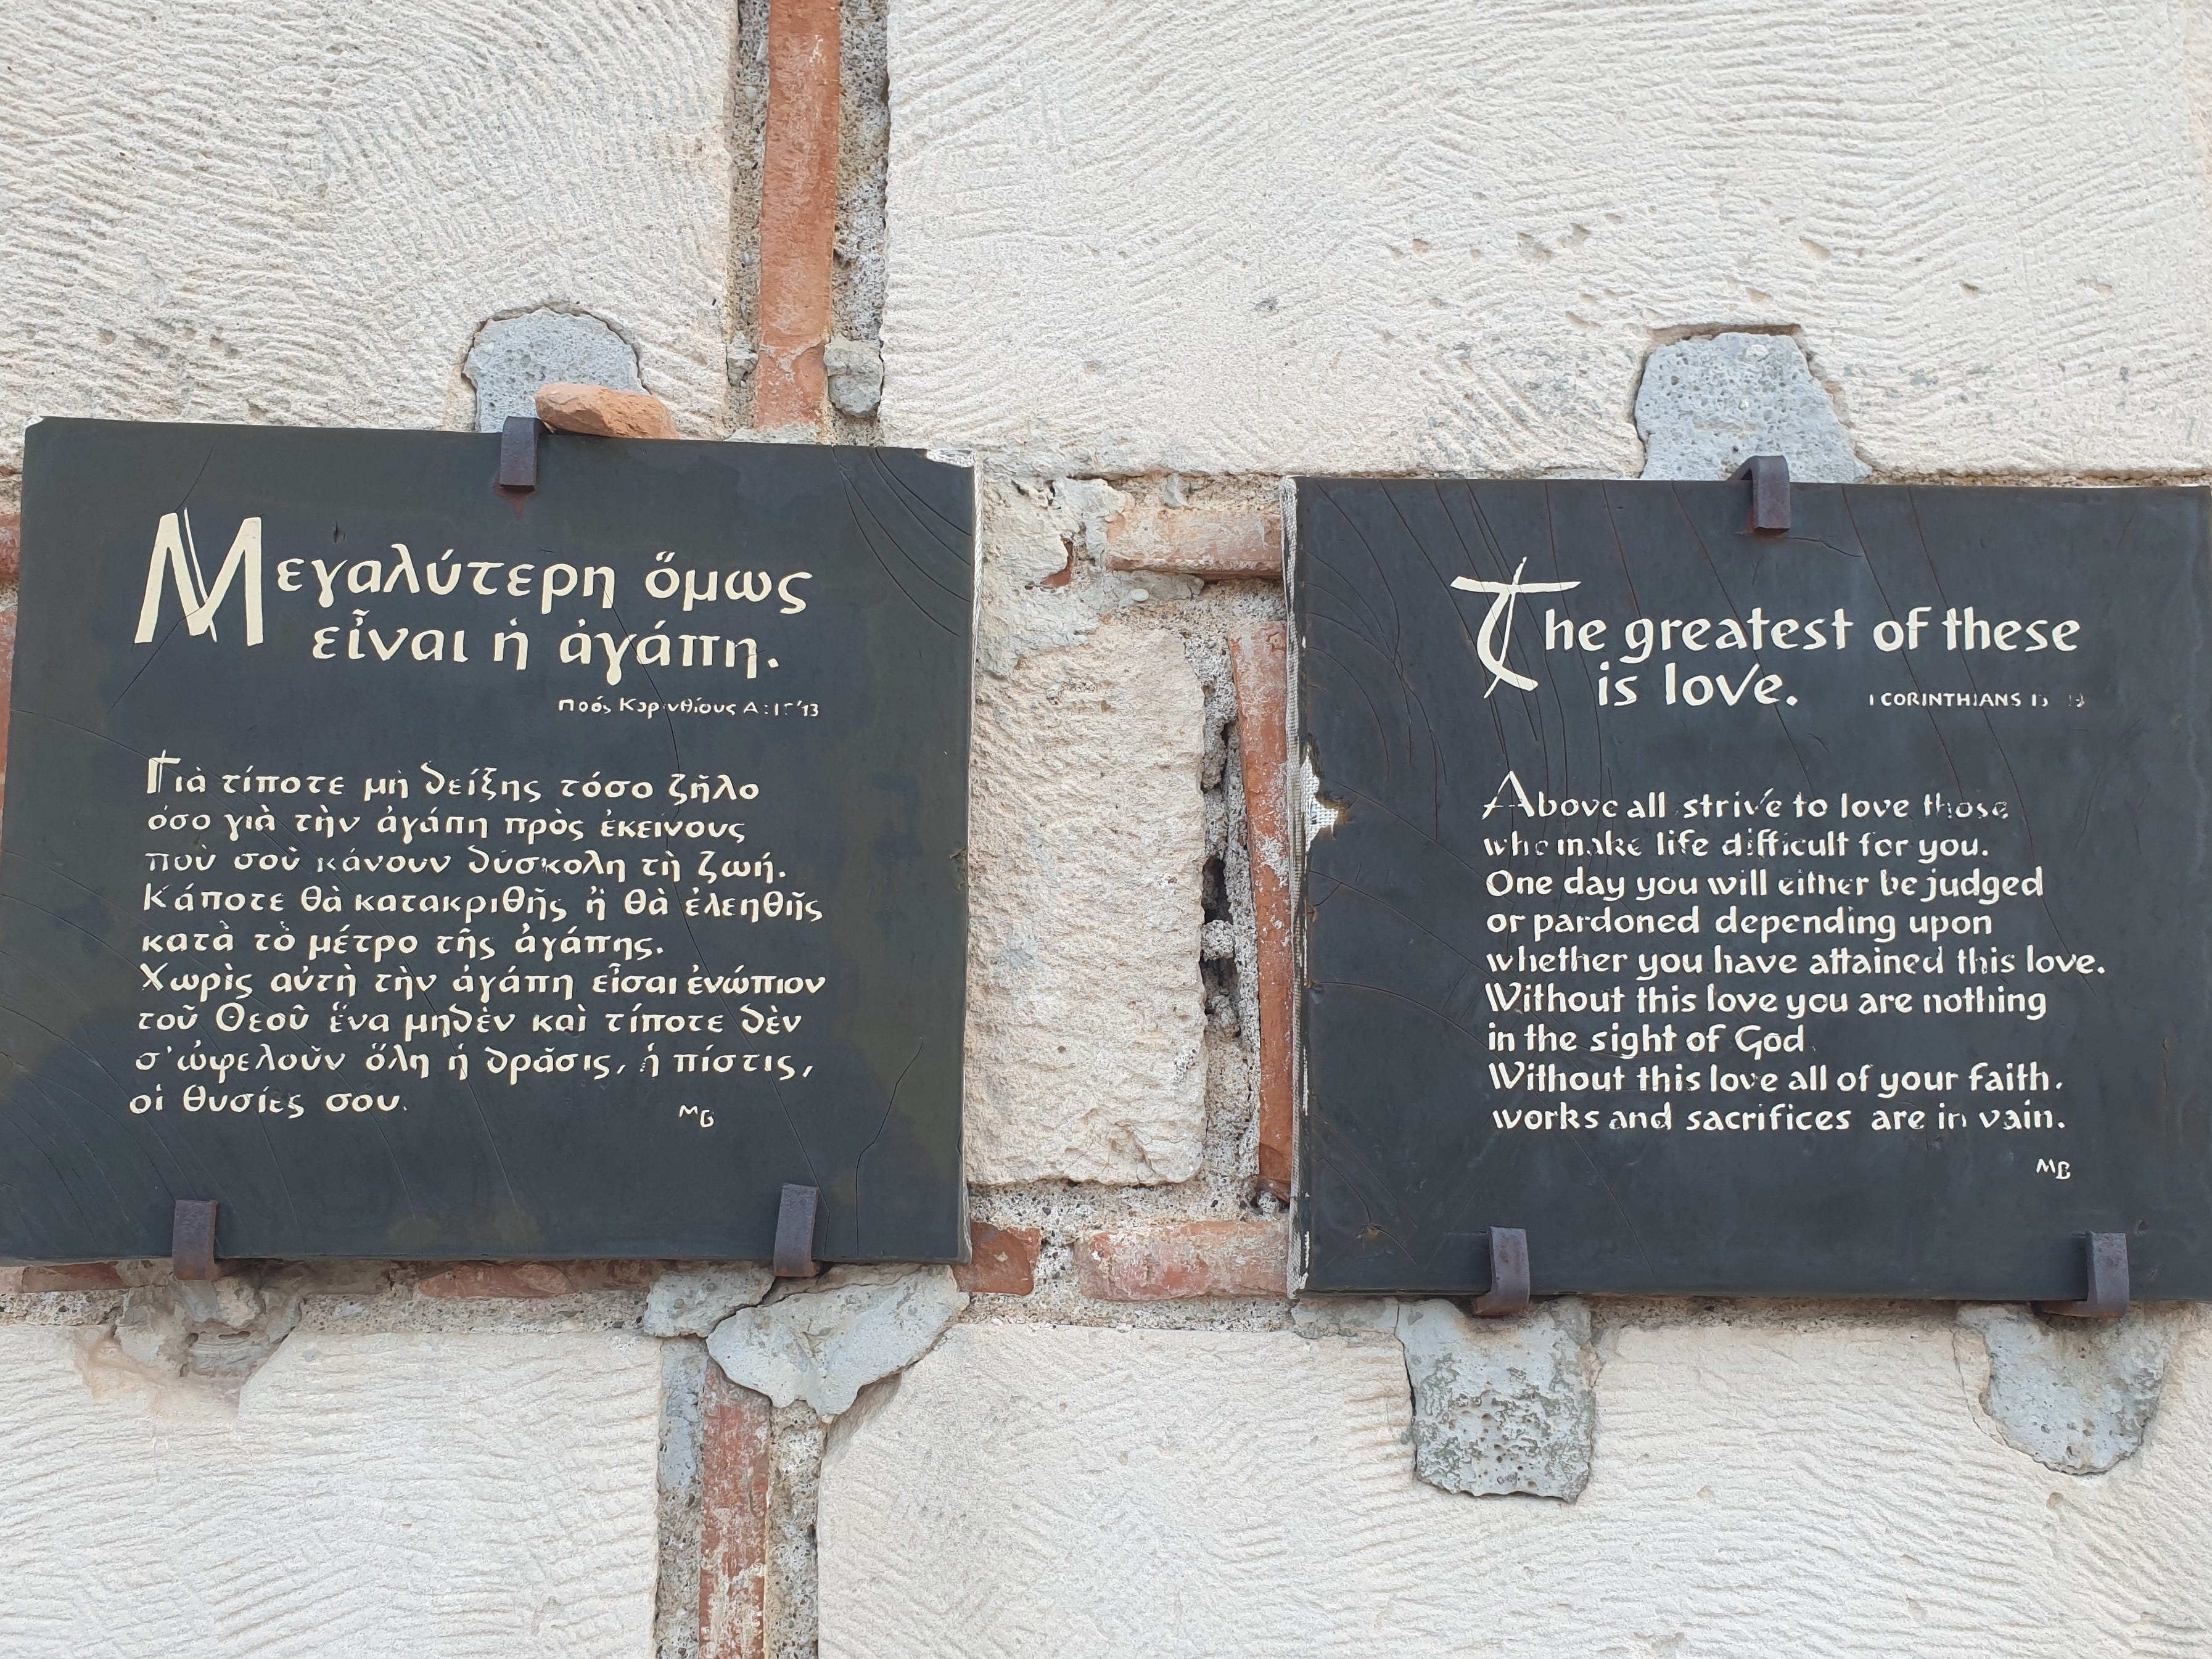 Μεγαλύτερη ὅμως
εἶναι ἡ ἀγάπη.
Πρός Κορινθίους Α:
Γιὰ τίποτε μὴ δείξης τόσο ζῆλο
ὅσο γιὰ τὴν ἀγάπη πρὸς ἐκείνους
ποὺ σοῦ κάνουν δύσκολη τὴ ζωή.
Κάποτε θὰ κατακριθῆς ἢ θὰ ἐλεηθῆς
κατὰ τὸ μέτρο τῆς ἀγάπης.
Χωρὶς αὐτὴ τὴν ἀγάπη εἶσαι ἐνώπιον
τοῦ Θεοῦ ἕνα μηδὲν καὶ τίποτε δὲν
σ' ὠφελοῦν ὅλη ἡ δρᾶσις, ἡ πίστις,
οἱ θυσίες σου.
MB
The greatest of these
is love.
1 CORINTHIANS
Above all strive to love those
who make life difficult for you.
One day you will either be judged
or pardoned depending upon
whether you have attained this love.
Without this love you are nothing
in the sight of God
Without this love all of your faith.
works and sacrifices are in vain.
MB